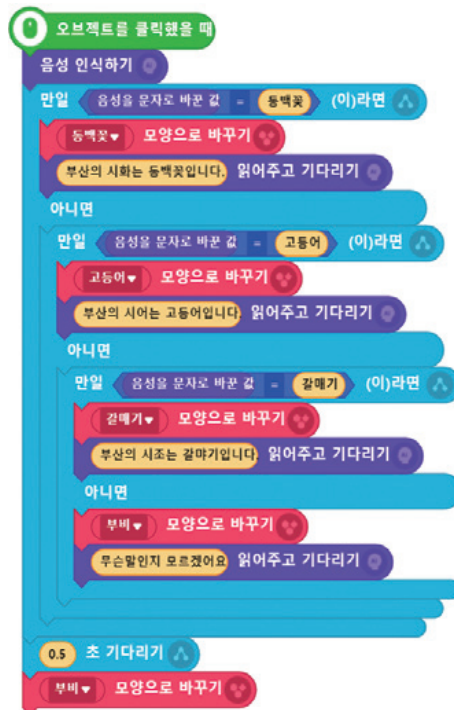 오브젝트를 클릭했을 때
음성 인식하기
만일 음성을 문자로 바꾼 값 = 동백꽃 (이)라면
동백꽃▼ 모양으로 바꾸기
부산의 시화는 동백꽃입니다. 읽어주고 기다리기
아니면
만일 음성을 문자로 바꾼 값 = 고등어 (이)라면
고등어▼ 모양으로 바꾸기
부산의 시어는 고등어입니다. 읽어주고 기다리기
아니면
만일 음성을 문자로 바꾼 값 = 갈매기 (이)라면
갈매기▼ 모양으로 바꾸기
부산의 시조는 갈먀기입니다. 읽어주고 기다리기
아니면
부비▼ 모양으로 바꾸기
무슨말인지 모르겠어요 읽어주고 기다리기
0.5 초 기다리기
부비▼ 모양으로 바꾸기